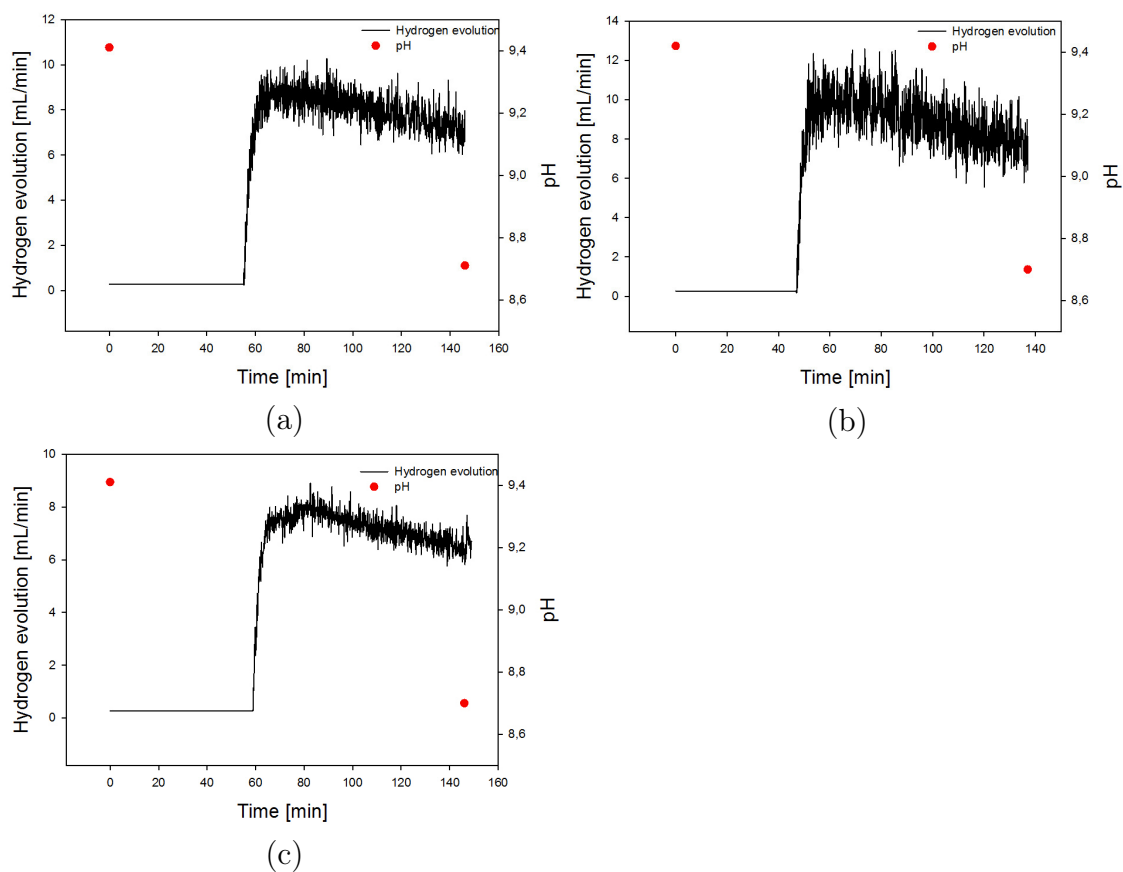 12
10
8
6
4
2
0
Hydrogen evolution [mL/min]
Hydrogen evolution
pH
9,4
9,2
9,0
8,8
8,6
pH
0 20 40 60 80 100 120 140 160
Time [min]
(a)
14
12
10
8
6
4
2
0
Hydrogen evolution [mL/min]
Hydrogen evolution
pH
9,4
9,2
9,0
8,8
8,6
pH
0 20 40 60 80 100 120 140
Time [min]
(b)
10
8
6
4
2
0
Hydrogen evolution [mL/min]
Hydrogen evolution
pH
9,4
9,2
9,0
8,8
8,6
pH
0 20 40 60 80 100 120 140 160
Time [min]
(c)